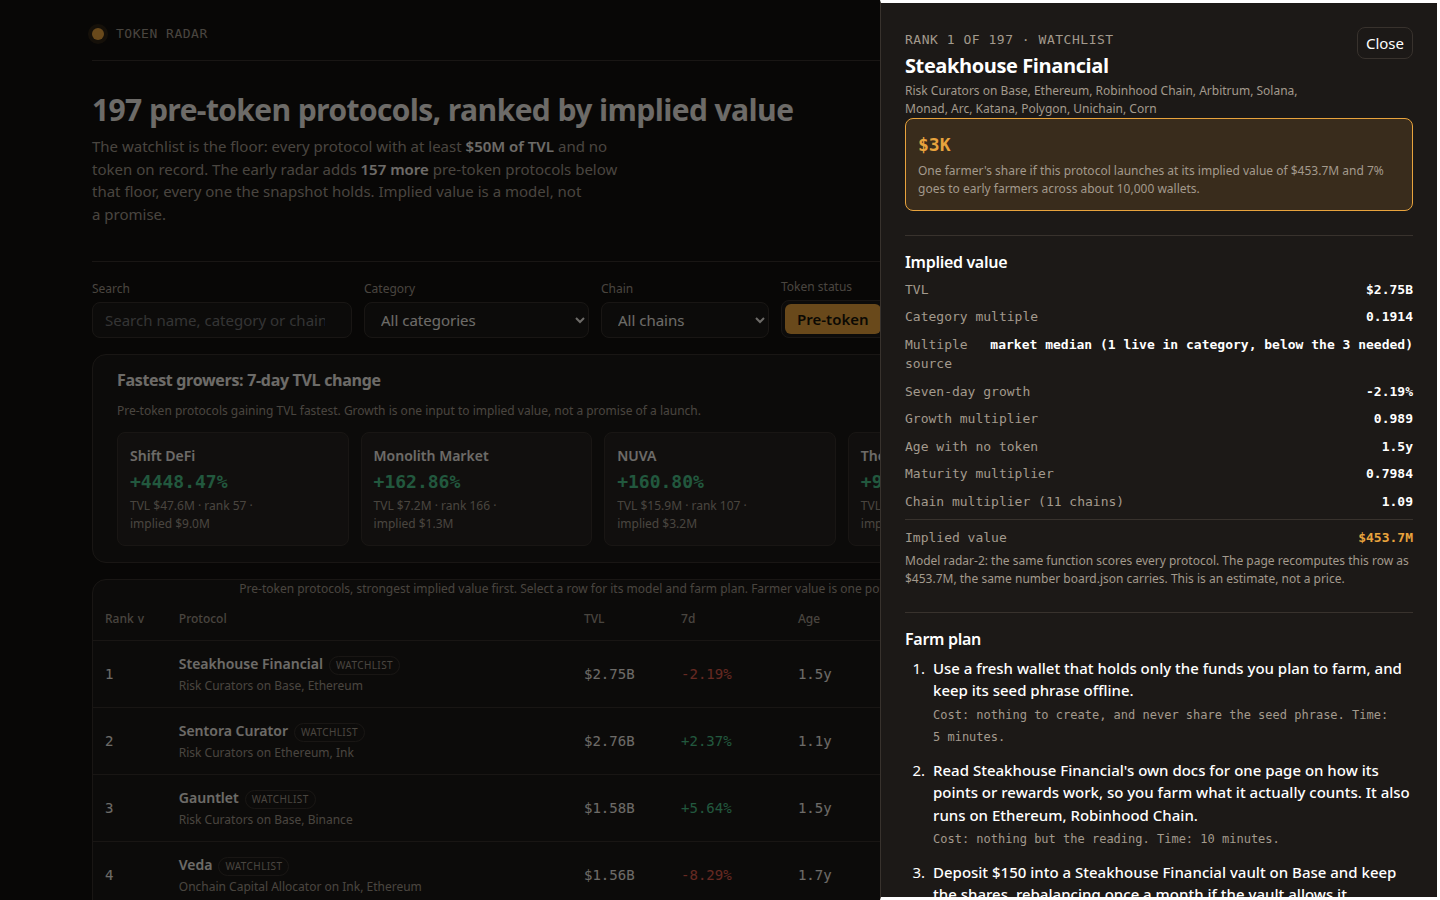 TOKEN RADAR
197 pre-token protocols, ranked by implied value
The watchlist is the floor: every protocol with at least $50M of TVL and no
token on record. The early radar adds 157 more pre-token protocols below
that floor, every one the snapshot holds. Implied value is a model, not
a promise.
Search
Category
Chain
Token status
Search name, category or chain
All categories
All chains
Pre-token
Fastest growers: 7-day TVL change
Pre-token protocols gaining TVL fastest. Growth is one input to implied value, not a promise of a launch.
Shift DeFi
+4448.47%
TVL $47.6M · rank 57 ·
implied $9.0M
Monolith Market
+162.86%
TVL $7.2M · rank 166 ·
implied $1.3M
NUVA
+160.80%
TVL $15.9M · rank 107 ·
implied $3.2M
Pre-token protocols, strongest implied value first. Select a row for its model and farm plan. Farmer value is one po
Rank v Protocol TVL 7d Age
1 Steakhouse Financial WATCHLIST $2.75B -2.19% 1.5y
Risk Curators on Base, Ethereum
2 Sentora Curator WATCHLIST $2.76B +2.37% 1.1y
Risk Curators on Ethereum, Ink
3 Gauntlet WATCHLIST $1.58B +5.64% 1.5y
Risk Curators on Base, Binance
4 Veda WATCHLIST $1.56B -8.29% 1.7y
Onchain Capital Allocator on Ink, Ethereum
RANK 1 OF 197 · WATCHLIST
Close
Steakhouse Financial
Risk Curators on Base, Ethereum, Robinhood Chain, Arbitrum, Solana,
Monad, Arc, Katana, Polygon, Unichain, Corn
$3K
One farmer's share if this protocol launches at its implied value of $453.7M and 7%
goes to early farmers across about 10,000 wallets.
Implied value
TVL $2.75B
Category multiple 0.1914
Multiple source market median (1 live in category, below the 3 needed)
Seven-day growth -2.19%
Growth multiplier 0.989
Age with no token 1.5y
Maturity multiplier 0.7984
Chain multiplier (11 chains) 1.09
Implied value $453.7M
Model radar-2: the same function scores every protocol. The page recomputes this row as
$453.7M, the same number board.json carries. This is an estimate, not a price.
Farm plan
1. Use a fresh wallet that holds only the funds you plan to farm, and
keep its seed phrase offline.
Cost: nothing to create, and never share the seed phrase. Time:
5 minutes.
2. Read Steakhouse Financial's own docs for one page on how its
points or rewards work, so you farm what it actually counts. It also
runs on Ethereum, Robinhood Chain.
Cost: nothing but the reading. Time: 10 minutes.
3. Deposit $150 into a Steakhouse Financial vault on Base and keep
the shares, rebalancing once a month if the vault allows it.